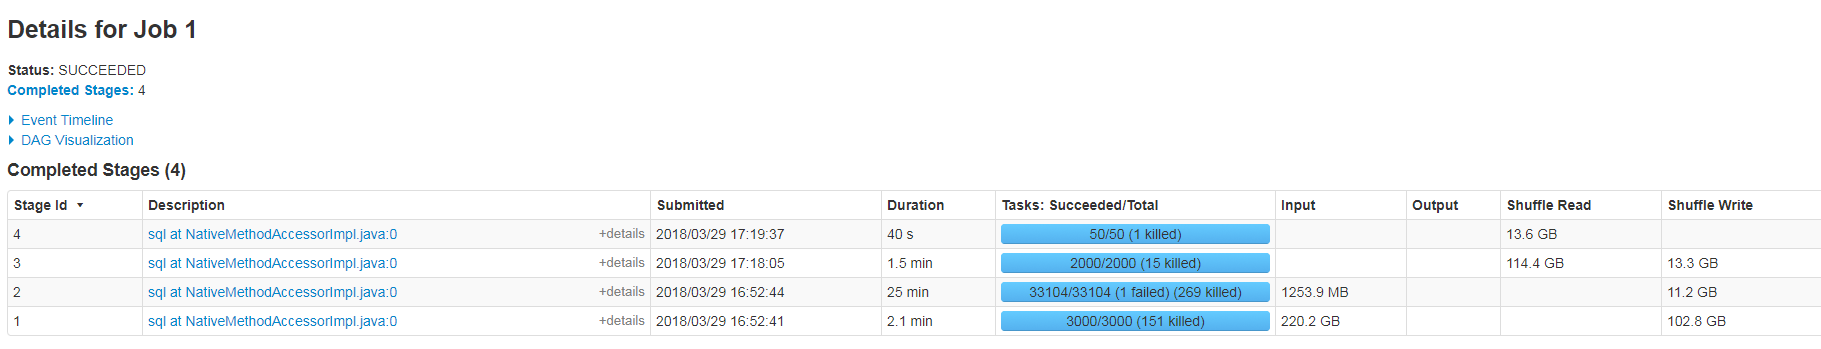 Details for Job 1
Status: SUCCEEDED
Completed Stages: 4
Event Timeline
DAG Visualization
Completed Stages (4)
Stage Id Description Submitted Duration Tasks: Succeeded/Total Input Output Shuffle Read Shuffle Write
4 sql at NativeMethodAccessorImpl.java:0 +details 2018/03/29 17:19:37 40 s 50/50 (1 killed) 13.6 GB
3 sql at NativeMethodAccessorImpl.java:0 +details 2018/03/29 17:18:05 1.5 min 2000/2000 (15 killed) 114.4 GB 13.3 GB
2 sql at NativeMethodAccessorImpl.java:0 +details 2018/03/29 16:52:44 25 min 33104/33104 (1 failed) (269 killed) 1253.9 MB 11.2 GB
1 sql at NativeMethodAccessorImpl.java:0 +details 2018/03/29 16:52:41 2.1 min 3000/3000 (151 killed) 220.2 GB 102.8 GB